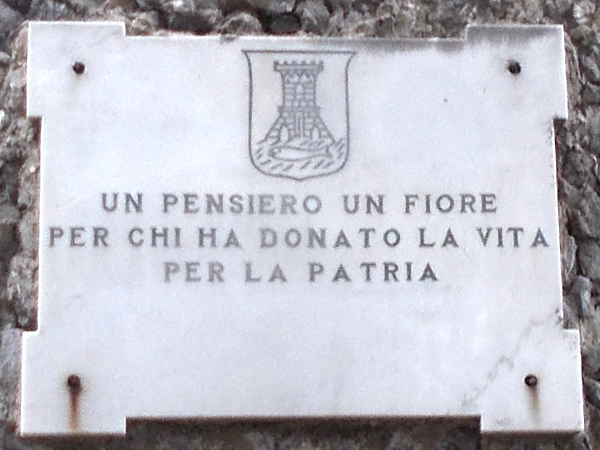 UN PENSIERO UN FIORE
PER CHI HA DONATO LA VITA
PER LA PATRIA